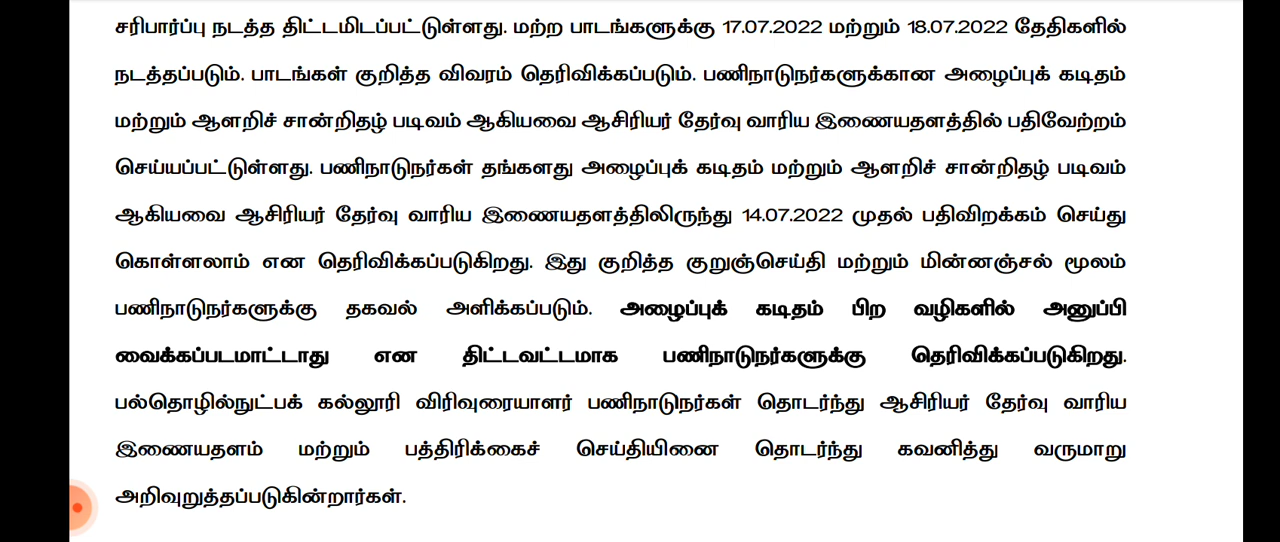 சரிபார்ப்பு நடத்த திட்டமிடப்பட்டுள்ளது. மற்ற பாடங்களுக்கு 17.07.2022 மற்றும் 18.07.2022 தேதிகளில்
நடத்தப்படும். பாடங்கள் குறித்த விவரம் தெரிவிக்கப்படும். பணிநாடுநர்களுக்கான அழைப்புக் கடிதம்
மற்றும் ஆளறிச் சான்றிதழ் படிவம் ஆகியவை ஆசிரியர் தேர்வு வாரிய இணையதளத்தில் பதிவேற்றம்
செய்யப்பட்டுள்ளது. பணிநாடுநர்கள் தங்களது அழைப்புக் கடிதம் மற்றும் ஆளறிச் சான்றிதழ் படிவம்
ஆகியவை ஆசிரியர் தேர்வு வாரிய இணையதளத்திலிருந்து 14.07.2022 முதல் பதிவிறக்கம் செய்து
கொள்ளலாம் என தெரிவிக்கப்படுகிறது. இது குறித்த குறுஞ்செய்தி மற்றும் மின்னஞ்சல் மூலம்
பணிநாடுநர்களுக்கு தகவல் அளிக்கப்படும். அழைப்புக் கடிதம் பிற வழிகளில் அனுப்பி
வைக்கப்படமாட்டாது என திட்டவட்டமாக பணிநாடுநர்களுக்கு தெரிவிக்கப்படுகிறது.
பல்தொழில்நுட்பக் கல்லூரி விரிவுரையாளர் பணிநாடுநர்கள் தொடர்ந்து ஆசிரியர் தேர்வு வாரிய
இணையதளம் மற்றும் பத்திரிக்கைச் செய்தியினை தொடர்ந்து கவனித்து வருமாறு
அறிவுறுத்தப்படுகின்றார்கள்.